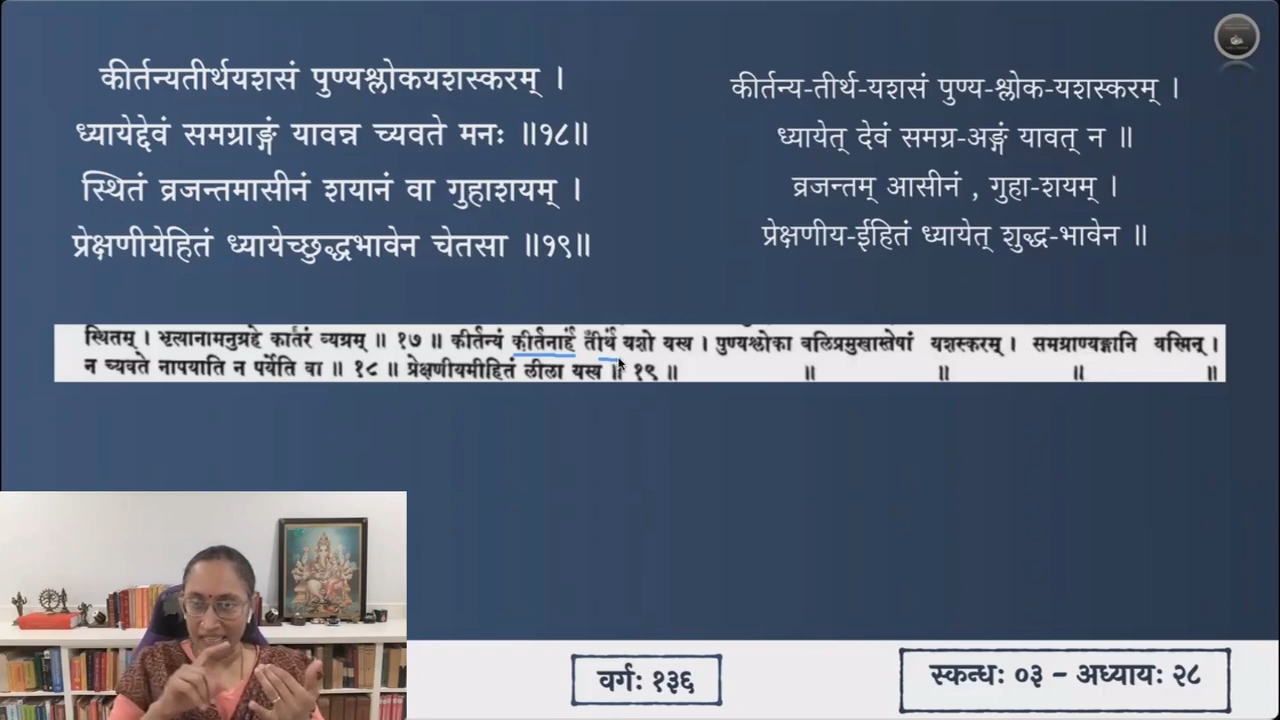 कीर्तन्यतीर्थयशसं पुण्यश्लोकयशस्करम् ।
ध्यायेद्देवं समग्राङ्गं यावन्न च्यवते मनः ॥१८॥
स्थितं व्रजन्तमासीनं शयानं वा गुहाशयम् ।
प्रेक्षणीयेहितं ध्यायेच्छुद्धभावेन चेतसा ॥१९॥
कीर्तन्य-तीर्थ-यशसं पुण्य-श्लोक-यशस्करम् ।
ध्यायेत् देवं समग्र-अङ्गं यावत् न ॥
व्रजन्तम् आसीनं , गुहा-शयम् ।
प्रेक्षणीय-ईहितं ध्यायेत् शुद्ध-भावेन ॥
स्थितम् । भृत्यानामनुग्रहे कातरं व्यग्रम् ॥ १७ ॥ कीर्तन्यं कीर्तनार्हं तीर्थं यशो यस्य । पुण्यश्लोका बलिप्रमुखास्तेषां यशस्करम् । समग्राण्यङ्गानि यस्मिन् ।
न च्यवते नापयाति न पर्येति वा ॥ १८ ॥ प्रेक्षणीयमीहितं लीला यस्य ॥ १९ ॥ ॥ ॥ ॥ ॥
वर्गः १३६
स्कन्धः ०३ - अध्यायः २८